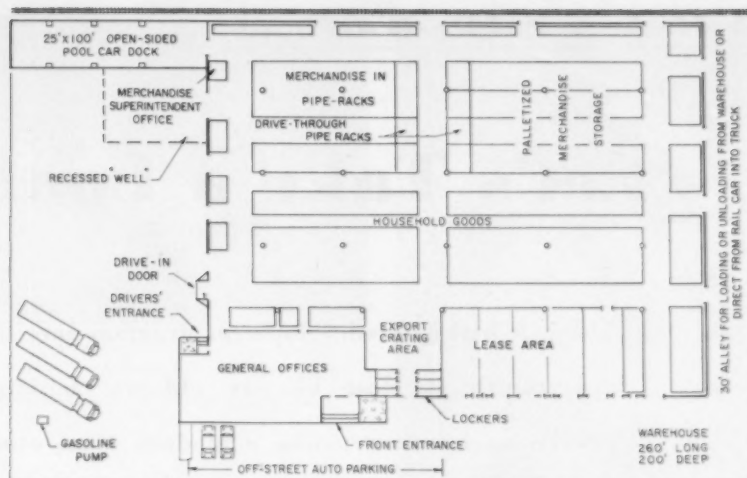 25'x100' OPEN-SIDED
POOL CAR DOCK
MERCHANDISE
SUPERINTENDENT
OFFICE
RECESSED "WELL"
MERCHANDISE IN
PIPE-RACKS
DRIVE-THROUGH
PIPE RACKS
PALLETIZED
MERCHANDISE
STORAGE
HOUSEHOLD GOODS
30' ALLEY FOR LOADING OR UNLOADING FROM WAREHOUSE OR
DIRECT FROM RAIL CAR INTO TRUCK
DRIVE-IN
DOOR
DRIVERS'
ENTRANCE
GENERAL OFFICES
EXPORT
CRATING
AREA
LEASE AREA
LOCKERS
FRONT ENTRANCE
GASOLINE
PUMP
OFF-STREET AUTO PARKING
WAREHOUSE
260' LONG
200' DEEP